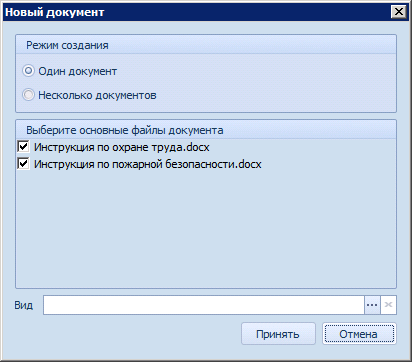 Новый документ
Режим создания
Один документ
Несколько документов
Выберите основные файлы документа
Инструкция по охране труда.docx
Инструкция по пожарной безопасности.docx
Вид
Принять Отмена